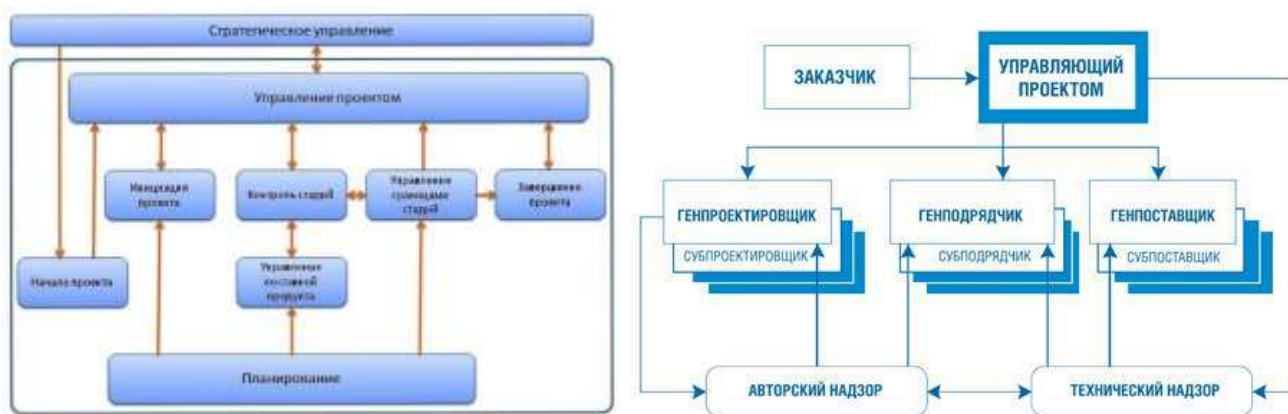 Стратегическое управление
Управление проектом
Инициация
проекта
Контроль стадий
Управление
границами
стадий
Завершение
проекта
Начало проекта
Управление
поставкой
продукта
Планирование
ЗАКАЗЧИК
УПРАВЛЯЮЩИЙ
ПРОЕКТОМ
ГЕНПРОЕКТИРОВЩИК
СУБПРОЕКТИРОВЩИК
ГЕНПОДРЯДЧИК
СУБПОДРЯДЧИК
ГЕНПОСТАВЩИК
СУБПОСТАВЩИК
АВТОРСКИЙ НАДЗОР
ТЕХНИЧЕСКИЙ НАДЗОР